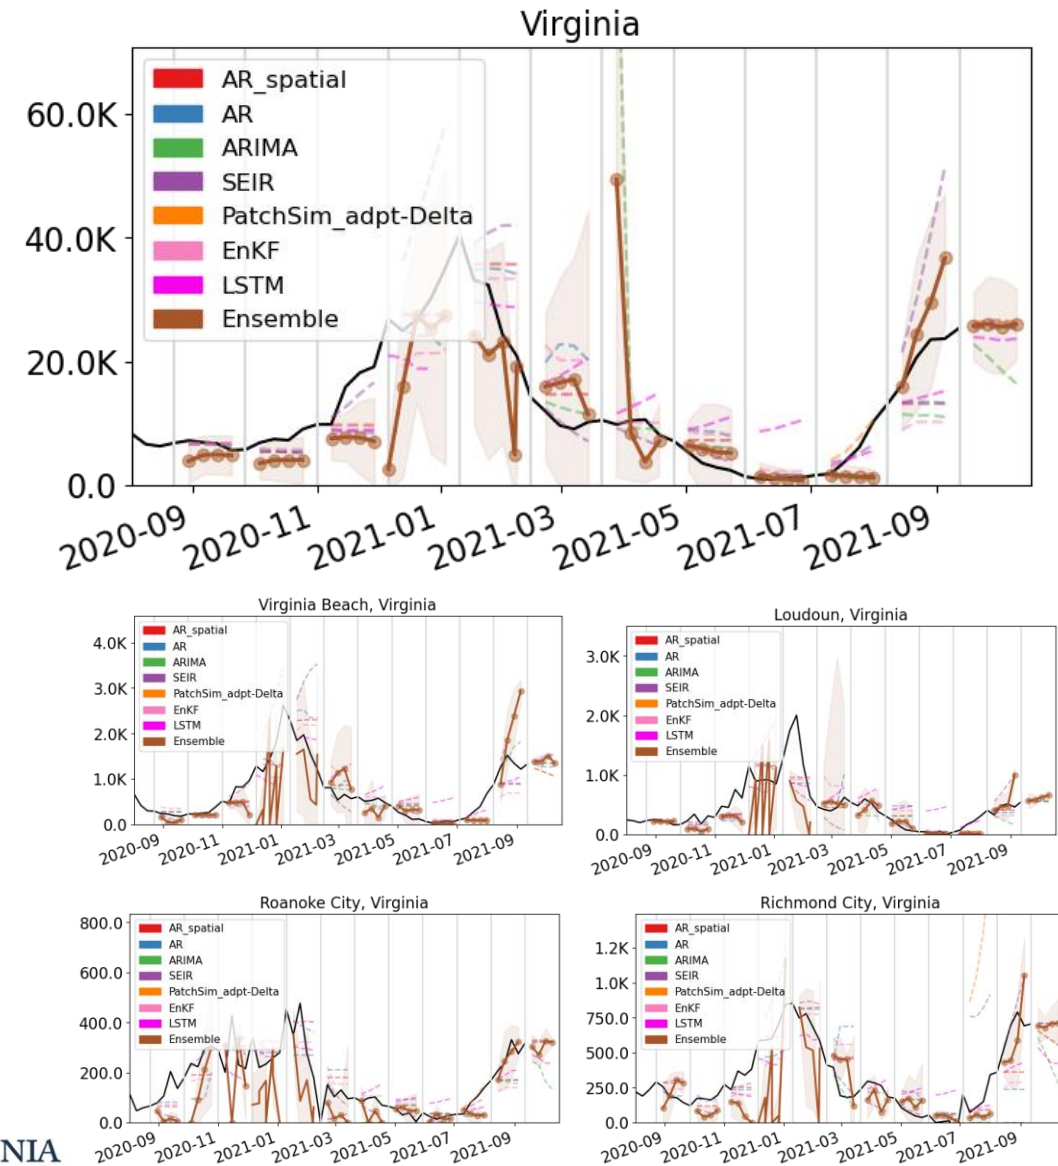 Virginia
60.0K
40.0K
20.0K
0.0
AR_spatial
AR
ARIMA
SEIR
PatchSim_adpt-Delta
EnKF
LSTM
Ensemble
2020-09
2020-11
2021-01
2021-03
2021-05
2021-07
2021-09
Virginia Beach, Virginia
4.0K
3.0K
2.0K
1.0K
0.0
AR_spatial
AR
ARIMA
SEIR
PatchSim_adpt-Delta
EnKF
LSTM
Ensemble
2020-09
2020-11
2021-01
2021-03
2021-05
2021-07
2021-09
Loudoun, Virginia
3.0K
2.0K
1.0K
0.0
AR_spatial
AR
ARIMA
SEIR
PatchSim_adpt-Delta
EnKF
LSTM
Ensemble
2020-09
2020-11
2021-01
2021-03
2021-05
2021-07
2021-09
Roanoke City, Virginia
800.0
600.0
400.0
200.0
0.0
AR_spatial
AR
ARIMA
SEIR
PatchSim_adpt-Delta
EnKF
LSTM
Ensemble
2020-09
2020-11
2021-01
2021-03
2021-05
2021-07
2021-09
Richmond City, Virginia
1.2K
1.0K
750.0
500.0
250.0
0.0
AR_spatial
AR
ARIMA
SEIR
PatchSim_adpt-Delta
EnKF
LSTM
Ensemble
2020-09
2020-11
2021-01
2021-03
2021-05
2021-07
2021-09
NIA